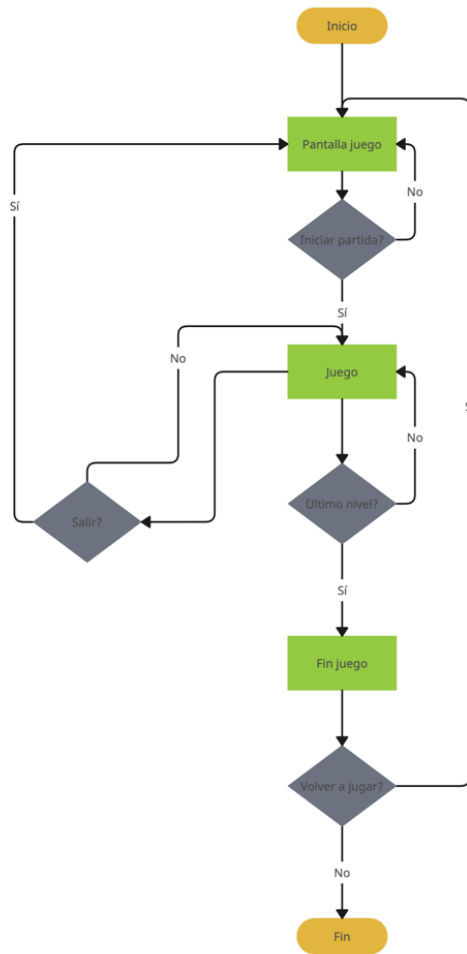 Inicio
Pantalla juego
No
Sí
Iniciar partida?
Sí
No
Juego
No
Salir?
Último nivel?
Sí
Fin juego
Volver a jugar?
No
Fin